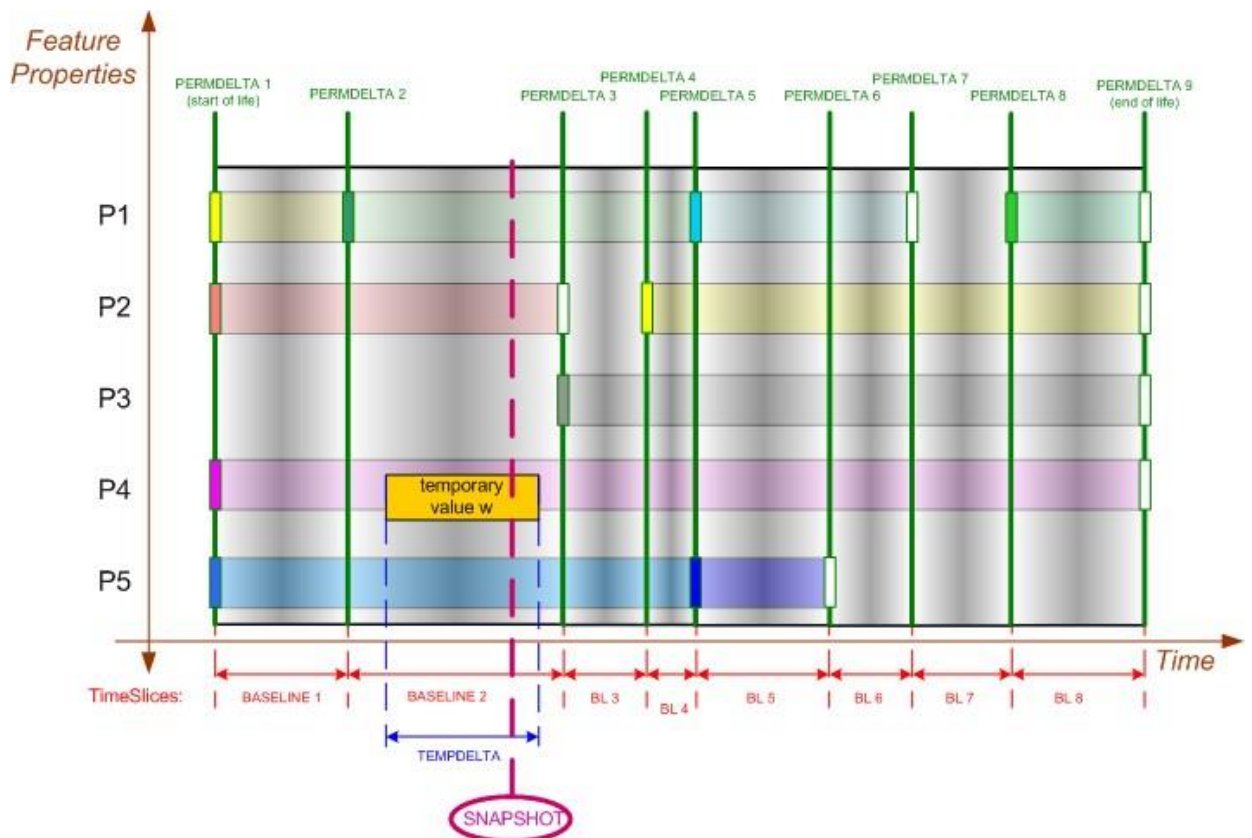 Feature
Properties
PERMDELTA 1
(start of life)
PERMDELTA 2
PERMDELTA 3
PERMDELTA 4
PERMDELTA 5
PERMDELTA 6
PERMDELTA 7
PERMDELTA 8
PERMDELTA 9
(end of life)
P1
P2
P3
P4
temporary
value w
P5
Time
TimeSlices:
BASELINE 1
BASELINE 2
BL 3
BL 4
BL 5
BL 6
BL 7
BL 8
TEMPDELTA
SNAPSHOT